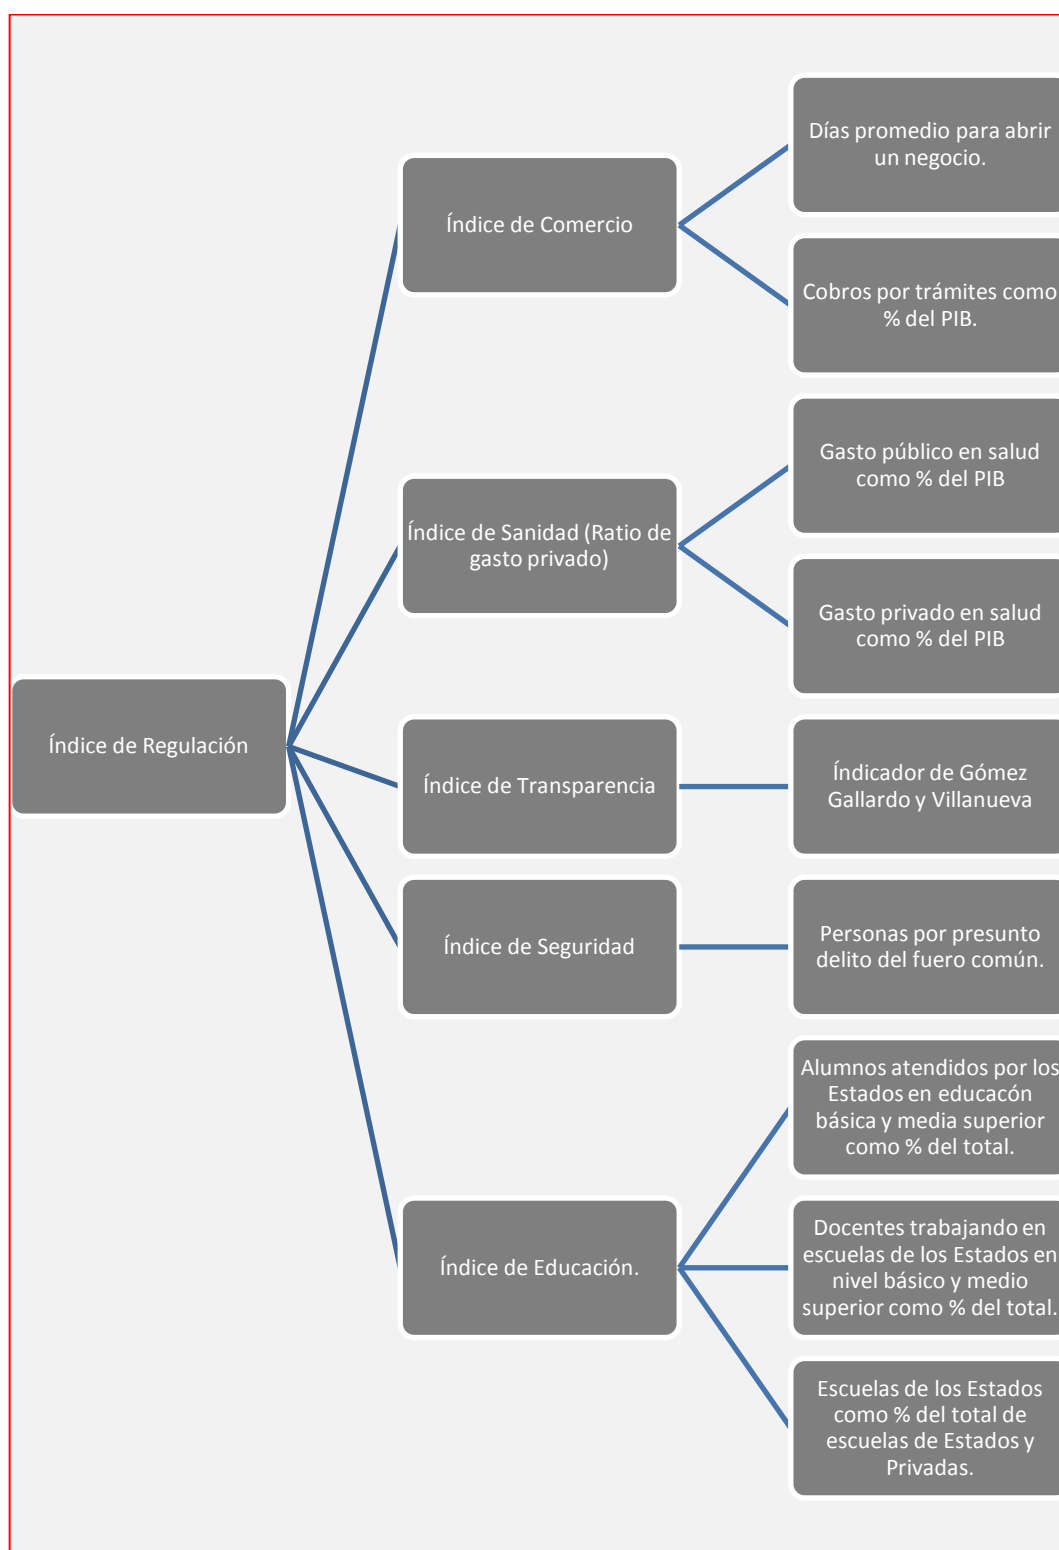 Índice de Regulación
Índice de Comercio
Días promedio para abrir
un negocio.
Cobros por trámites como
% del PIB.
Índice de Sanidad (Ratio de
gasto privado)
Gasto público en salud
como % del PIB
Gasto privado en salud
como % del PIB
Índice de Transparencia
Índicador de Gómez
Gallardo y Villanueva
Índice de Seguridad
Personas por presunto
delito del fuero común.
Índice de Educación.
Alumnos atendidos por los
Estados en educacón
básica y media superior
como % del total.
Docentes trabajando en
escuelas de los Estados en
nivel básico y medio
superior como % del total.
Escuelas de los Estados
como % del total de
escuelas de Estados y
Privadas.